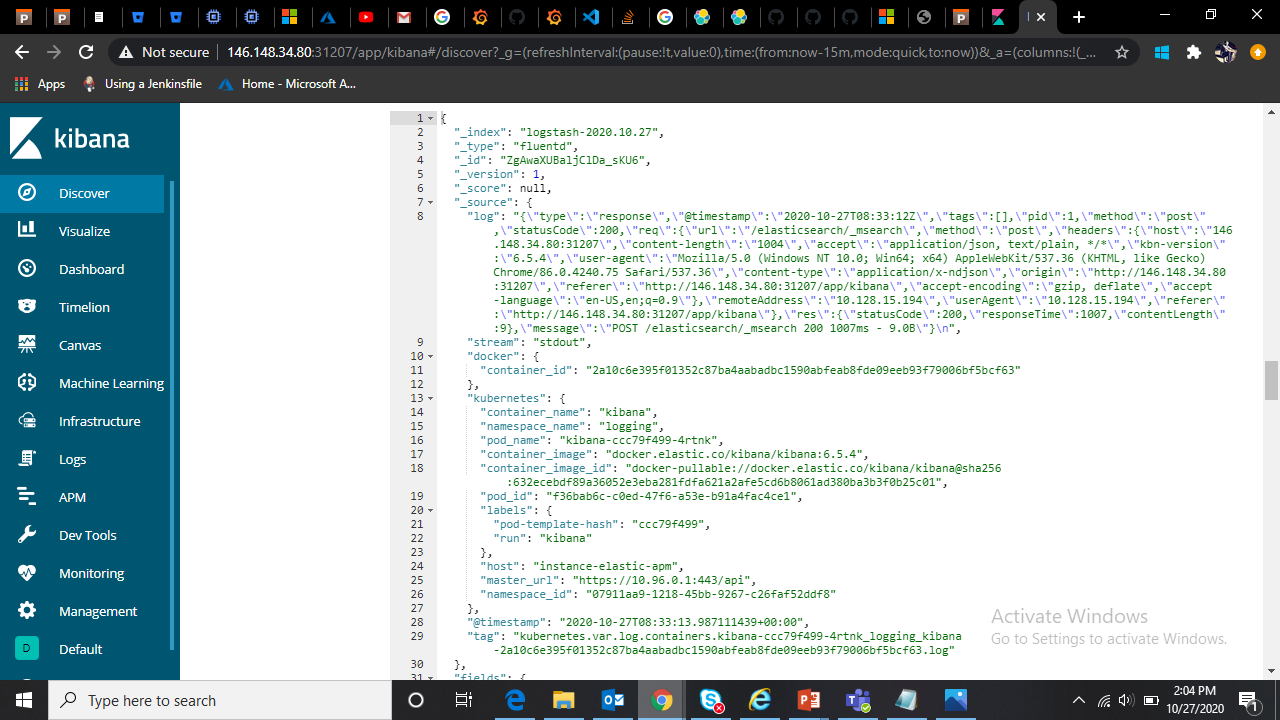 Not secure
146.148.34.80:31207/app/kibana#/discover?_g=(refreshInterval:(pause:!t,value:0),time:(from:now-15m,mode:quick,to:now))&_a=(columns:!(_...
Apps
Using a Jenkinsfile
Home - Microsoft A...
kibana
Discover
Visualize
Dashboard
Timelion
Canvas
Machine Learning
Infrastructure
Logs
APM
Dev Tools
Monitoring
Management
D Default
1 {
2 "_index": "logstash-2020.10.27",
3 "_type": "fluentd",
4 "_id": "ZgAwaXUBaljClDa_sKU6",
5 "_version": 1,
6 "_score": null,
7 "_source": {
8 "log": "{\"type\":\"response\",\"@timestamp\":\"2020-10-27T08:33:12Z\",\"tags\":[],\"pid\":1,\"method\":\"post\"
,\"statusCode\":200,\"req\":{\"url\":\"/elasticsearch/_msearch\",\"method\":\"post\",\"headers\":{\"host\":\"146
.148.34.80:31207\",\"content-length\":\"1004\",\"accept\":\"application/json, text/plain, */*\",\"kbn-version\"
:\"6.5.4\",\"user-agent\":\"Mozilla/5.0 (Windows NT 10.0; Win64; x64) AppleWebKit/537.36 (KHTML, like Gecko)
Chrome/86.0.4240.75 Safari/537.36\",\"content-type\":\"application/x-ndjson\",\"origin\":\"http://146.148.34.80
:31207\",\"referer\":\"http://146.148.34.80:31207/app/kibana\",\"accept-encoding\":\"gzip, deflate\",\"accept
-language\":\"en-US,en;q=0.9\"},\"remoteAddress\":\"10.128.15.194\",\"userAgent\":\"10.128.15.194\",\"referer\"
:\"http://146.148.34.80:31207/app/kibana\"},\"res\":{\"statusCode\":200,\"responseTime\":1007,\"contentLength\"
:9},\"message\":\"POST /elasticsearch/_msearch 200 1007ms - 9.0B\"}\n",
9 "stream": "stdout",
10 "docker": {
11 "container_id": "2a10c6e395f01352c87ba4aabadbc1590abfeab8fde09eeb93f79006bf5bcf63"
12 },
13 "kubernetes": {
14 "container_name": "kibana",
15 "namespace_name": "logging",
16 "pod_name": "kibana-ccc79f499-4rtnk",
17 "container_image": "docker.elastic.co/kibana/kibana:6.5.4",
18 "container_image_id": "docker-pullable://docker.elastic.co/kibana/kibana@sha256
:632ecebdf89a36052e3eba281fdfa621a2afe5cd6b8061ad380ba3b3f0b25c01",
19 "pod_id": "f36bab6c-c0ed-47f6-a53e-b91a4fac4ce1",
20 "labels": {
21 "pod-template-hash": "ccc79f499",
22 "run": "kibana"
23 },
24 "host": "instance-elastic-apm",
25 "master_url": "https://10.96.0.1:443/api",
26 "namespace_id": "07911aa9-1218-45bb-9267-c26faf52ddf8"
27 },
28 "@timestamp": "2020-10-27T08:33:13.987111439+00:00",
29 "tag": "kubernetes.var.log.containers.kibana-ccc79f499-4rtnk_logging_kibana
-2a10c6e395f01352c87ba4aabadbc1590abfeab8fde09eeb93f79006bf5bcf63.log"
30 },
31 "fields": {
Activate Windows
Go to Settings to activate Windows.
Type here to search
2:04 PM
10/27/2020
1